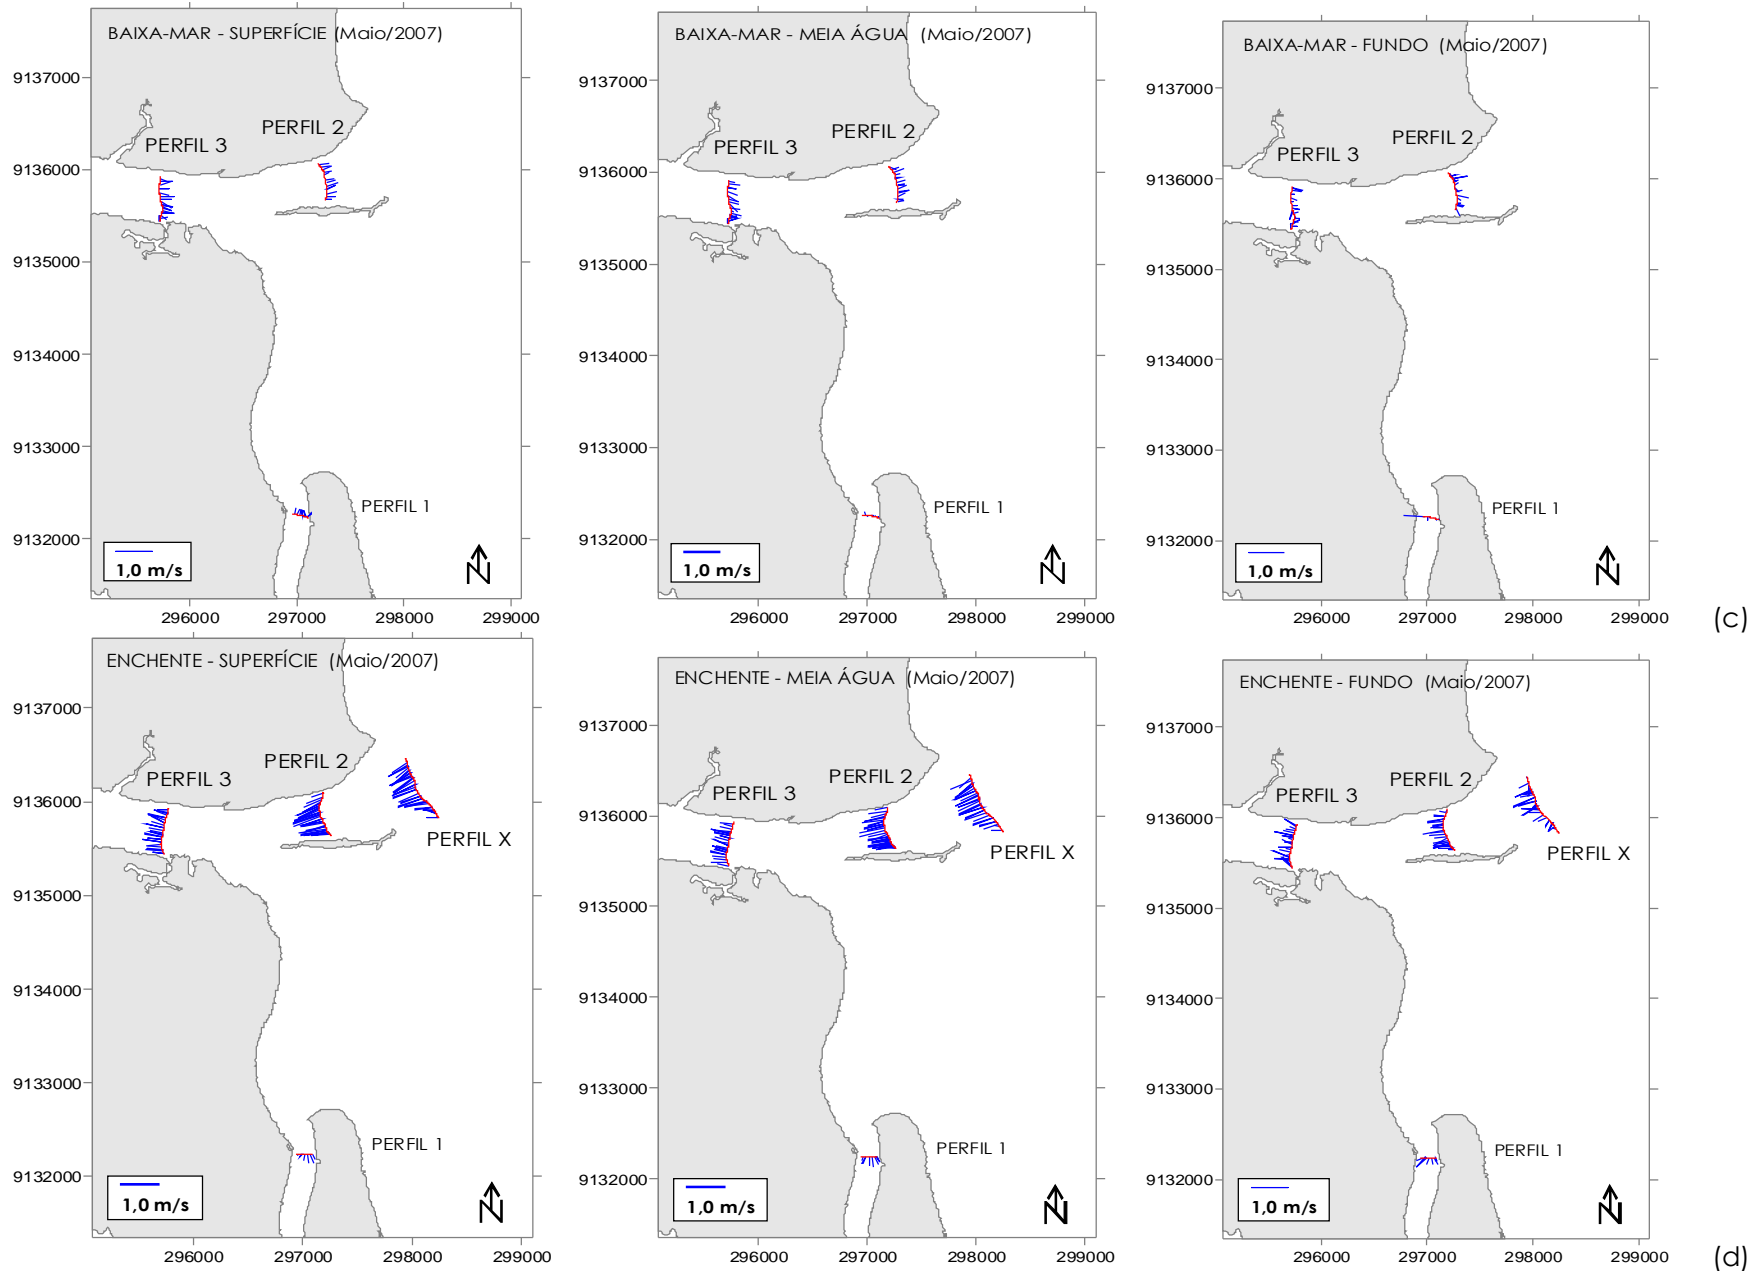 BAIXA-MAR - SUPERFÍCIE (Maio/2007)
9137000
PERFIL 2
PERFIL 3
9136000
9135000
9134000
9133000
PERFIL 1
9132000
1,0 m/s
N
296000 297000 298000 299000
BAIXA-MAR - MEIA ÁGUA (Maio/2007)
9137000
PERFIL 2
PERFIL 3
9136000
9135000
9134000
9133000
PERFIL 1
9132000
1,0 m/s
N
296000 297000 298000 299000
BAIXA-MAR - FUNDO (Maio/2007)
9137000
PERFIL 2
PERFIL 3
9136000
9135000
9134000
9133000
PERFIL 1
9132000
1,0 m/s
N
296000 297000 298000 299000
(c)
ENCHENTE - SUPERFÍCIE (Maio/2007)
9137000
PERFIL 2
PERFIL 3
9136000
PERFIL X
9135000
9134000
9133000
PERFIL 1
9132000
1,0 m/s
N
296000 297000 298000 299000
ENCHENTE - MEIA ÁGUA (Maio/2007)
9137000
PERFIL 2
PERFIL 3
9136000
PERFIL X
9135000
9134000
9133000
PERFIL 1
9132000
1,0 m/s
N
296000 297000 298000 299000
ENCHENTE - FUNDO (Maio/2007)
9137000
PERFIL 2
PERFIL 3
9136000
PERFIL X
9135000
9134000
9133000
PERFIL 1
9132000
1,0 m/s
N
296000 297000 298000 299000
(d)